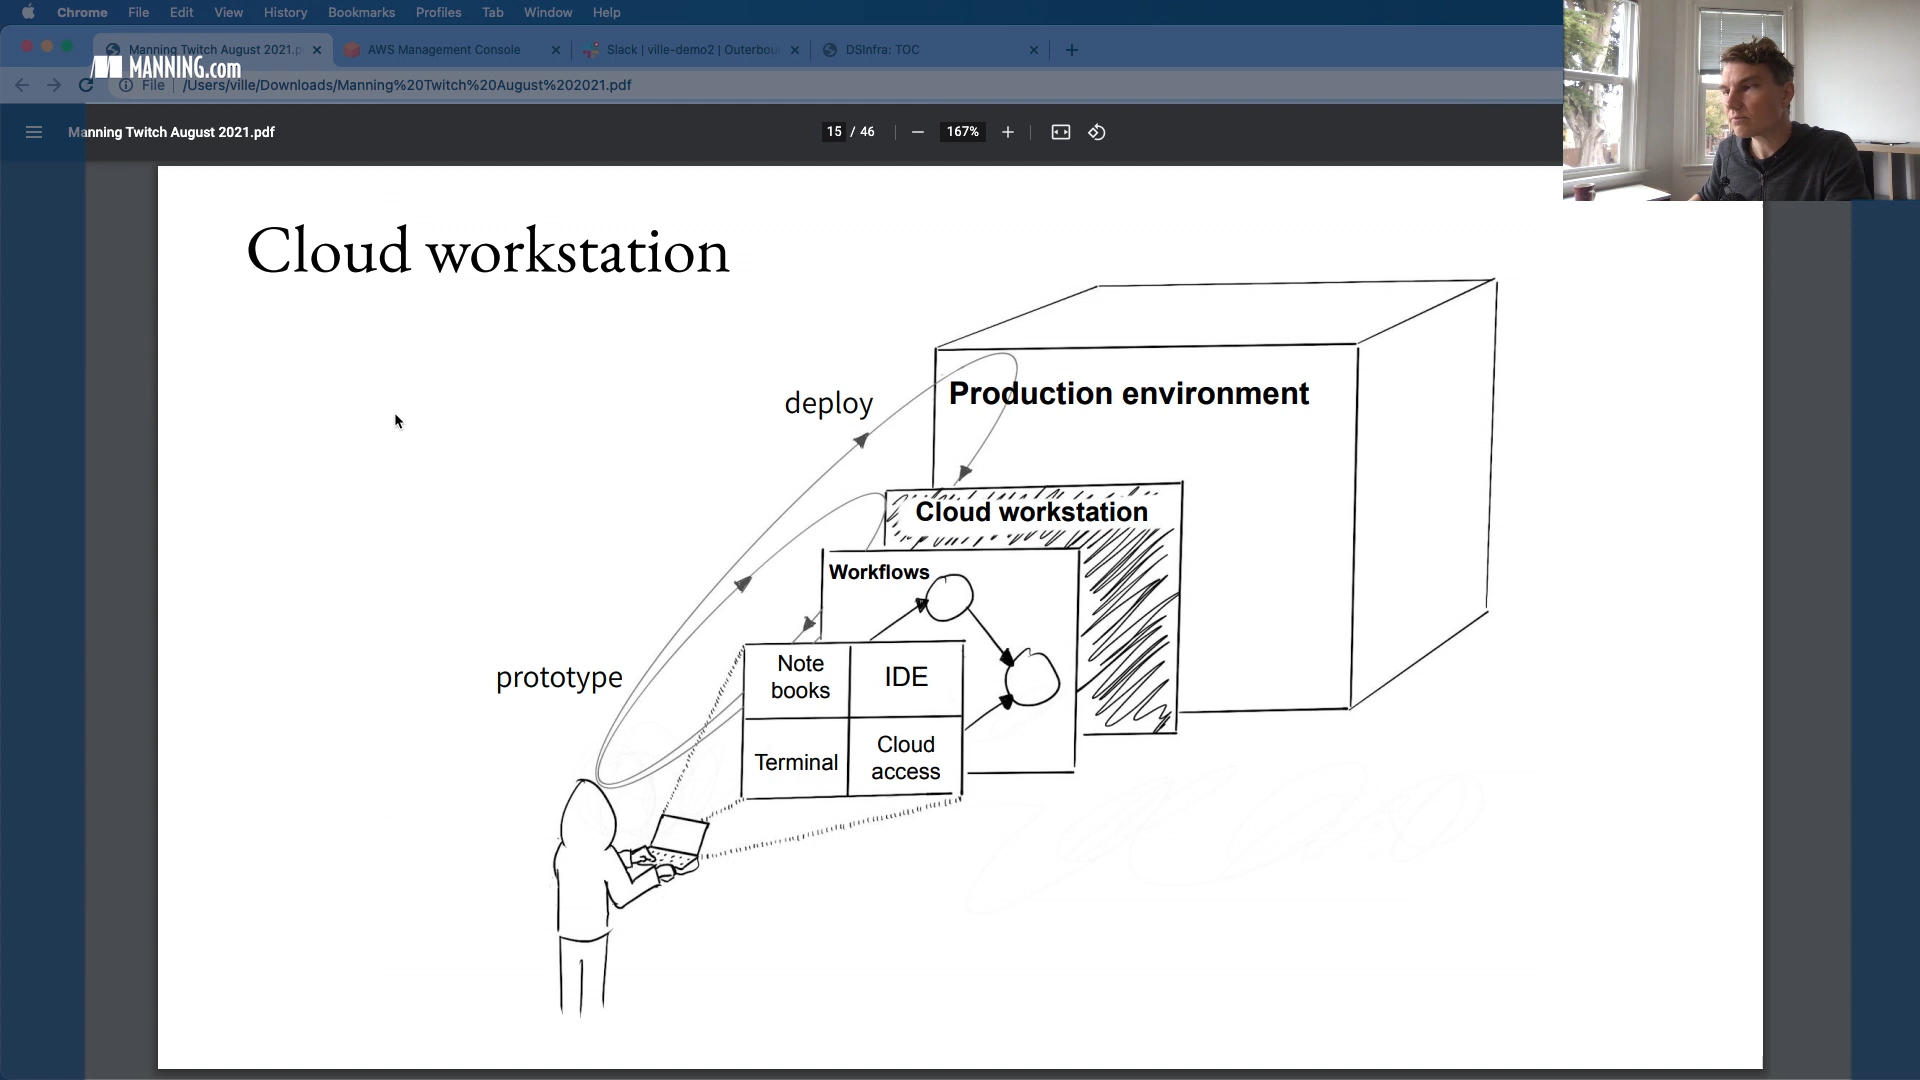 Chrome File Edit View History Bookmarks Profiles Tab Window Help
Manning Twitch August 2021.p
AWS Management Console
Slack | ville-demo2 | Outerbou
DSInfra: TOC
MANNING.com
File /Users/ville/Downloads/Manning%20Twitch%20August%202021.pdf
Manning Twitch August 2021.pdf
15 / 46
167%
Cloud workstation
deploy
Production environment
Cloud workstation
Workflows
prototype
Note
books
IDE
Terminal
Cloud
access